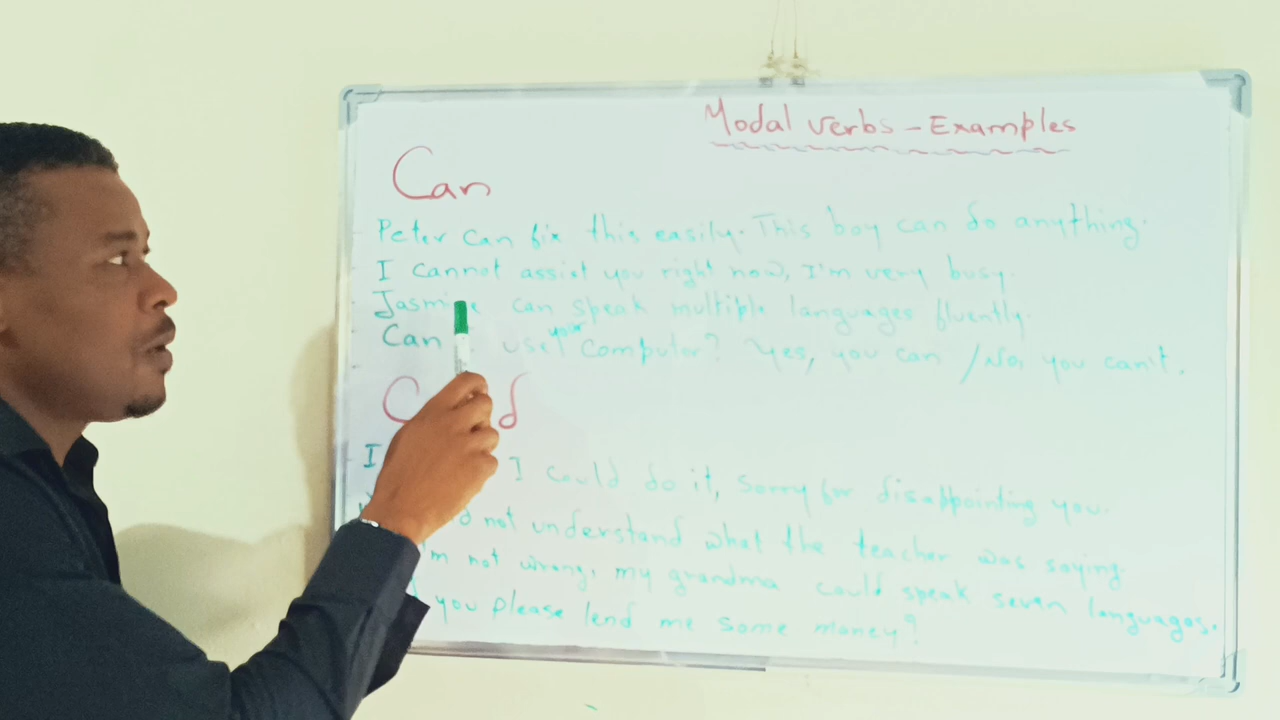 Modal verbs - Examples
Can
Peter can fix this easily. This boy can do anything.
I cannot assist you right now, I'm very busy.
Jasmine can speak multiple languages fluently.
Can use your computer? Yes, you can / No, you can't.
I I could do it, sorry for disappointing you.
not understand what the teacher was saying.
I'm not wrong, my grandma could speak seven languages.
you please lend me some money?